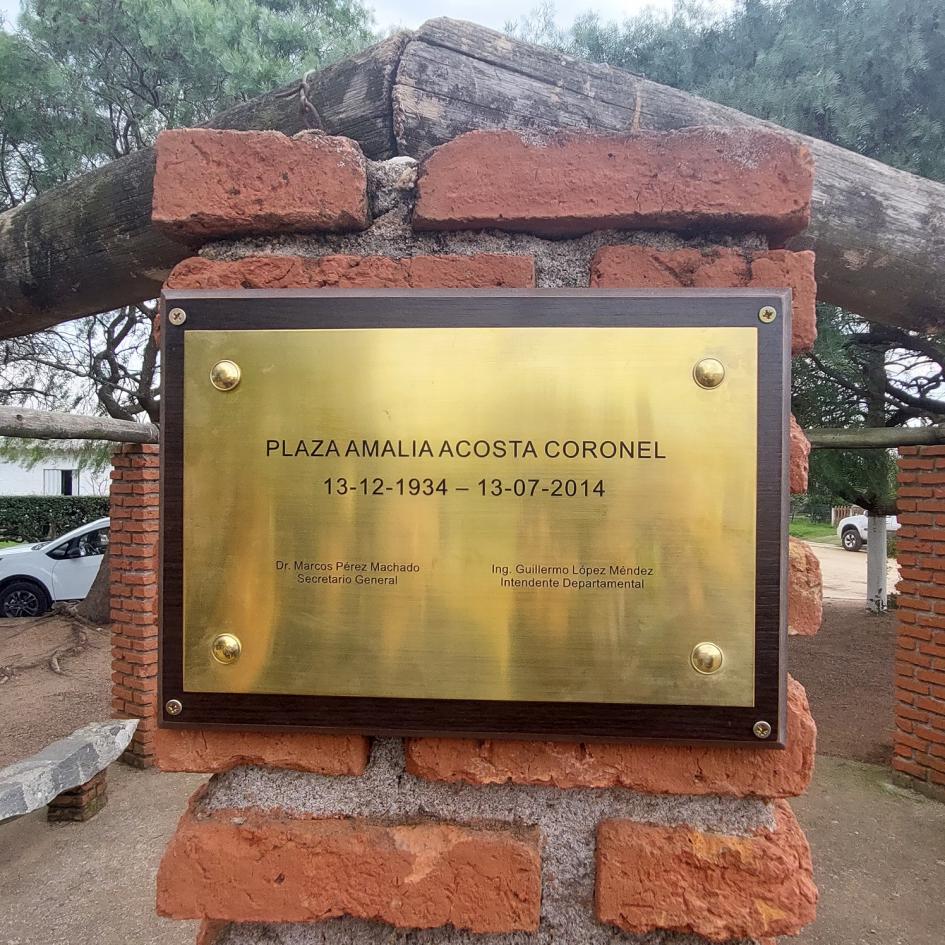 PLAZA AMALIA ACOSTA CORONEL
13-12-1934 – 13-07-2014
Dr. Marcos Pérez Machado
Secretario General
Ing. Guillermo López Méndez
Intendente Departamental